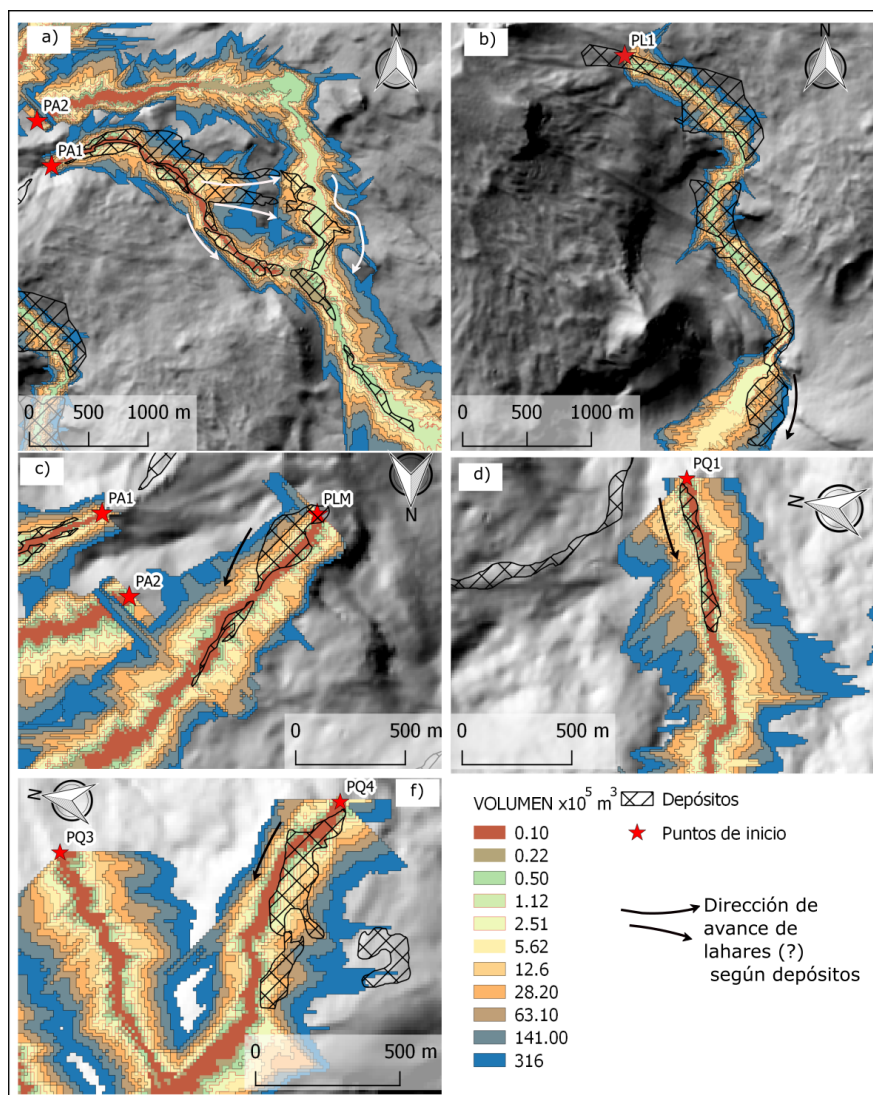 a)
N
PA2
PA1
0 500 1000 m
b)
PL1
N
0 500 1000 m
c)
PA1
PLM
N
PA2
0 500 m
d)
PQ1
N
0 500 m
N
PQ4
f)
PQ3
0 500 m
VOLUMEN x10⁵ m³
0.10
0.22
0.50
1.12
2.51
5.62
12.6
28.20
63.10
141.00
316
Depósitos
Puntos de inicio
Dirección de
avance de
lahares (?)
según depósitos